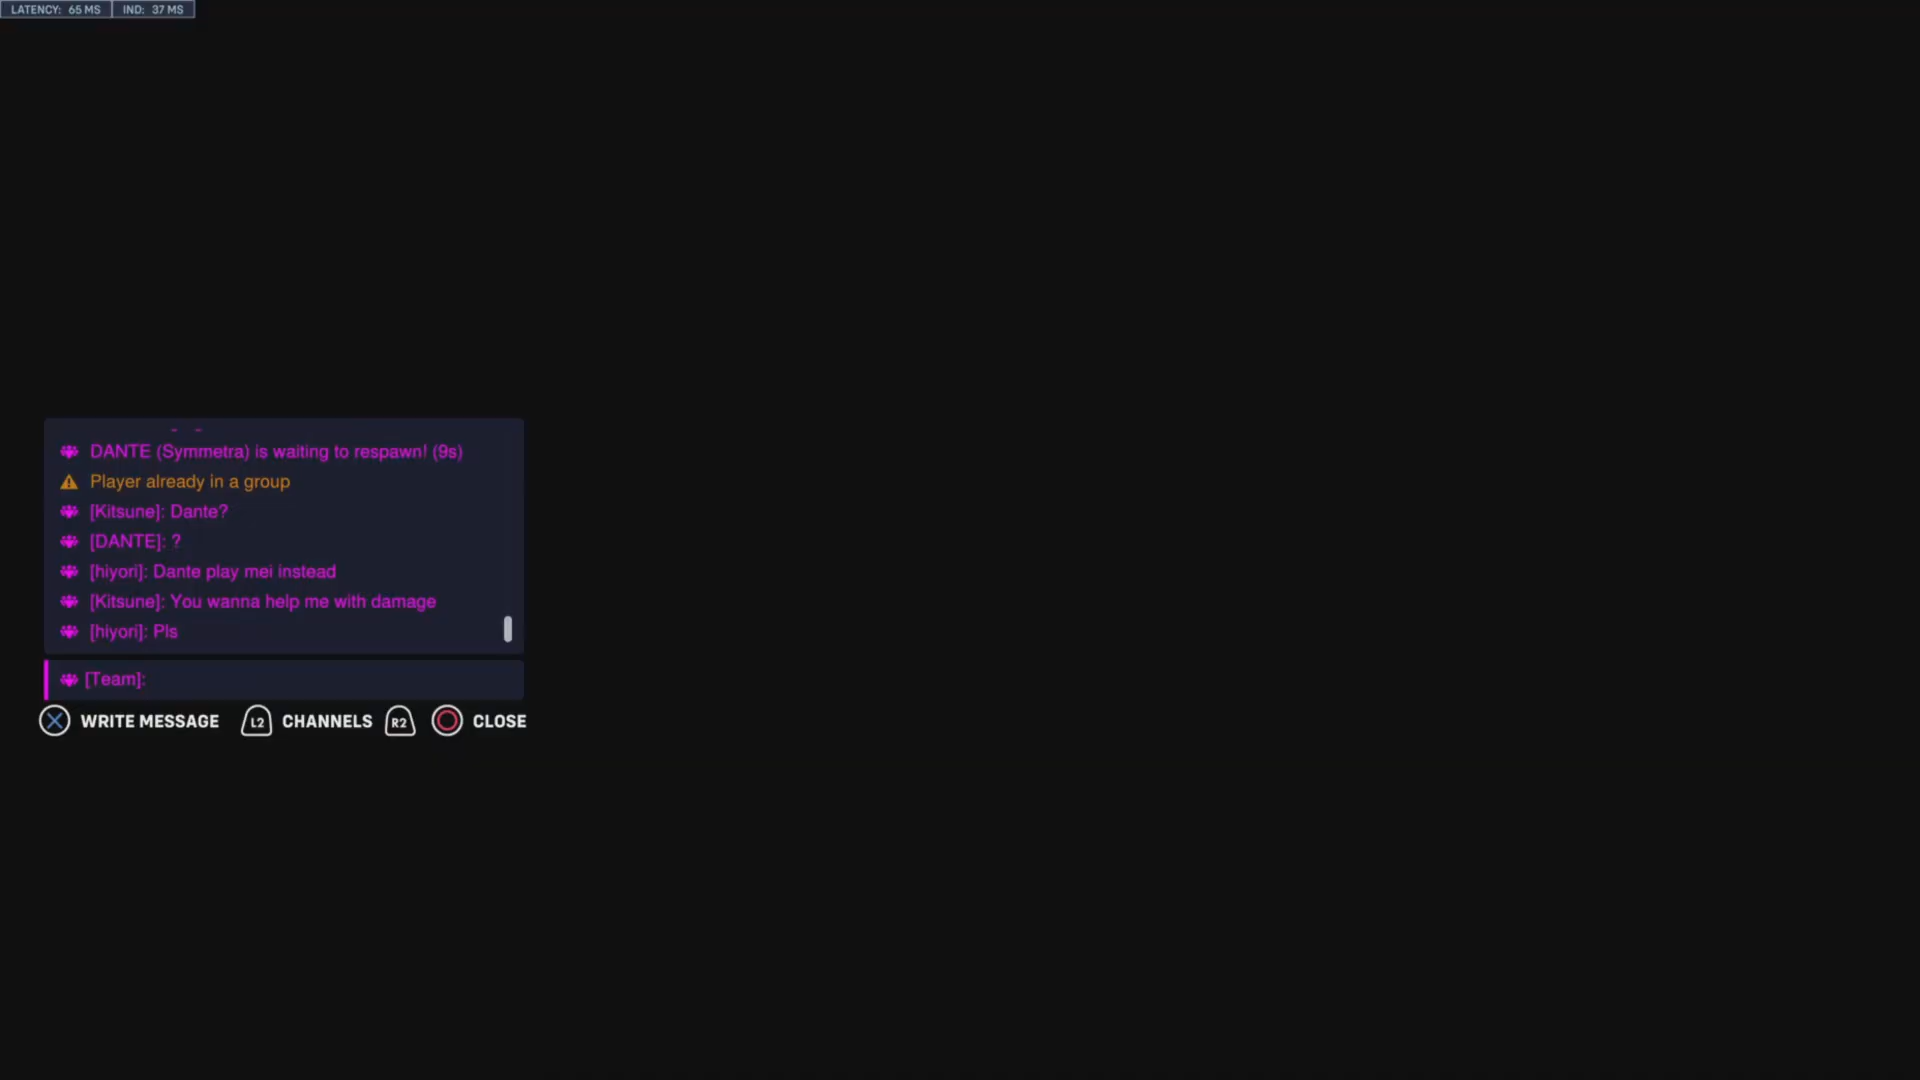 LATENCY: 65 MS IND: 37 MS
DANTE (Symmetra) is waiting to respawn! (9s)
Player already in a group
[Kitsune]: Dante?
[DANTE]: ?
[hiyori]: Dante play mei instead
[Kitsune]: You wanna help me with damage
[hiyori]: Pls
[Team]:
WRITE MESSAGE L2 CHANNELS R2 CLOSE